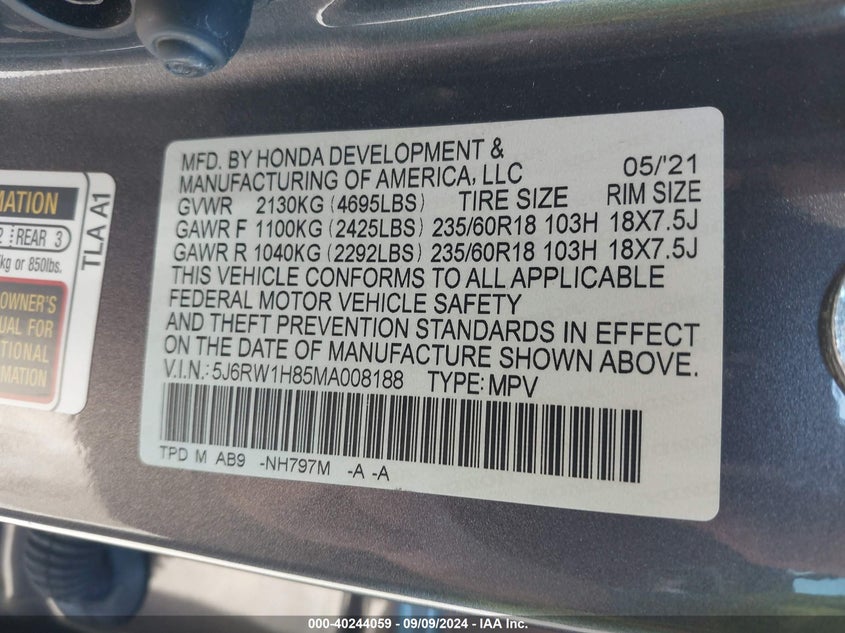 MATION
2 REAR 3
kg or 850lbs.
OWNER'S
UAL FOR
TIONAL
RMATION
TLA A1
MFD. BY HONDA DEVELOPMENT &
MANUFACTURING OF AMERICA, LLC 05/'21
GVWR 2130KG (4695LBS) TIRE SIZE RIM SIZE
GAWR F 1100KG (2425LBS) 235/60R18 103H 18X7.5J
GAWR R 1040KG (2292LBS) 235/60R18 103H 18X7.5J
THIS VEHICLE CONFORMS TO ALL APPLICABLE
FEDERAL MOTOR VEHICLE SAFETY
AND THEFT PREVENTION STANDARDS IN EFFECT
ON THE DATE OF MANUFACTURE SHOWN ABOVE.
V.I.N.: 5J6RW1H85MA008188 TYPE: MPV
TPD M AB9 -NH797M -A -A
000-40244059 - 09/09/2024 - IAA Inc.